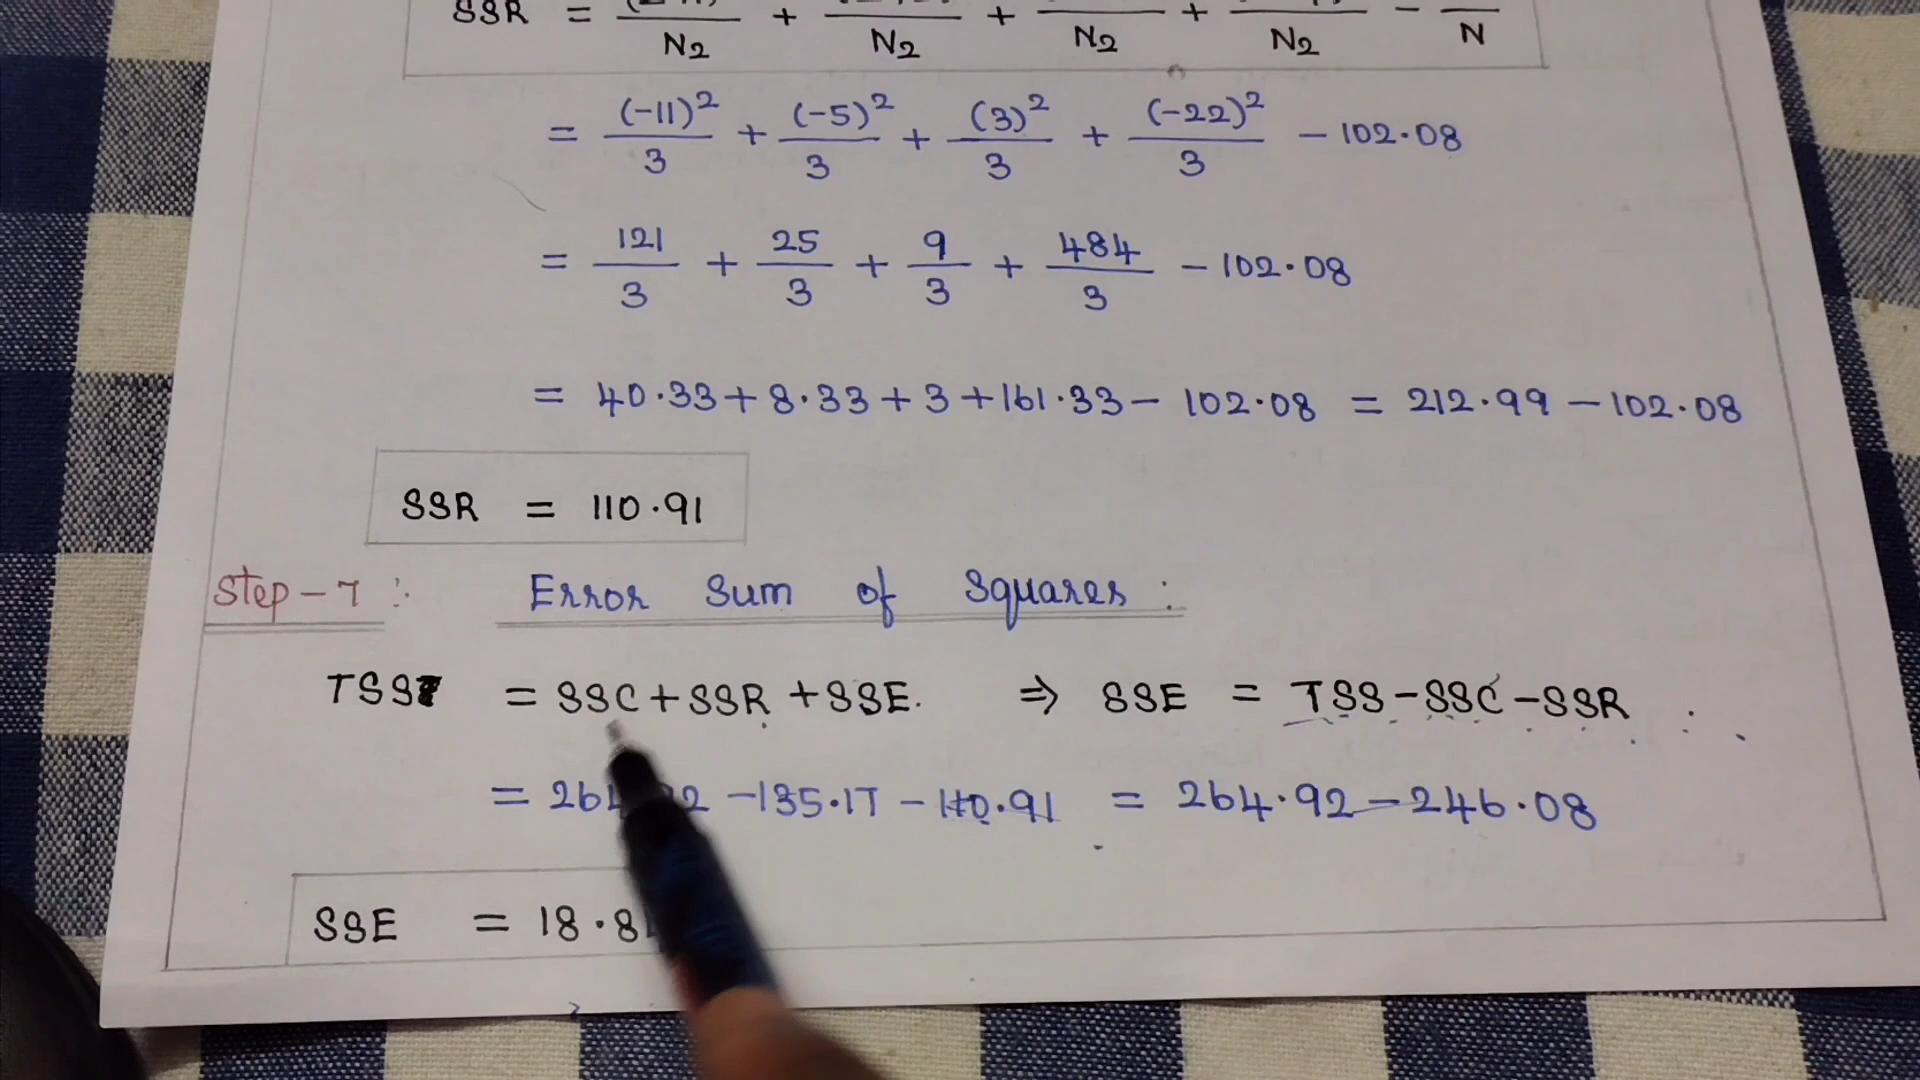 SSR = / N2 + / N2 + / N2 + / N2 - / N
= (-11)² / 3 + (-5)² / 3 + (3)² / 3 + (-22)² / 3 - 102.08
= 121 / 3 + 25 / 3 + 9 / 3 + 484 / 3 - 102.08
= 40.33 + 8.33 + 3 + 161.33 - 102.08 = 212.99 - 102.08
SSR = 110.91
Step-7 : Error Sum of Squares :
TSS = SSC + SSR + SSE. ⇒ SSE = TSS - SSC - SSR
= 264.92 - 135.17 - 110.91 = 264.92 - 246.08
SSE = 18.8